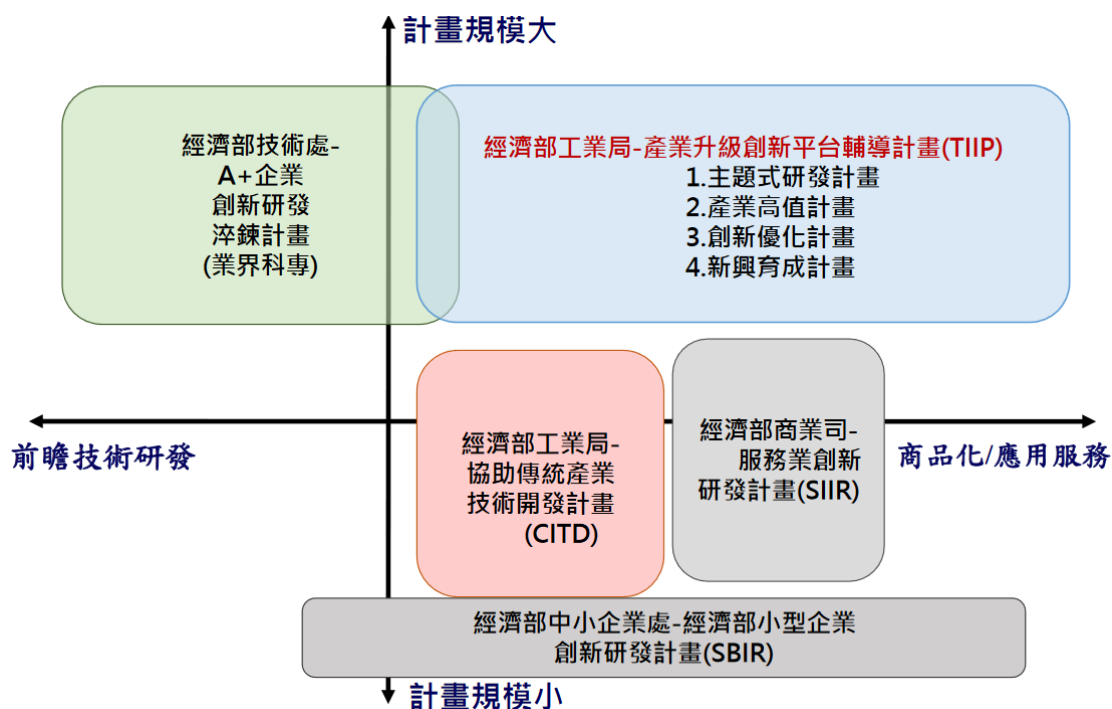 計畫規模大
經濟部技術處-
A+企業
創新研發
淬鍊計畫
(業界科專)
經濟部工業局-產業升級創新平台輔導計畫(TIIP)
1.主題式研發計畫
2.產業高值計畫
3.創新優化計畫
4.新興育成計畫
前瞻技術研發
經濟部工業局-
協助傳統產業
技術開發計畫
(CITD)
經濟部商業司-
服務業創新
研發計畫(SIIR)
商品化/應用服務
經濟部中小企業處-經濟部小型企業
創新研發計畫(SBIR)
計畫規模小